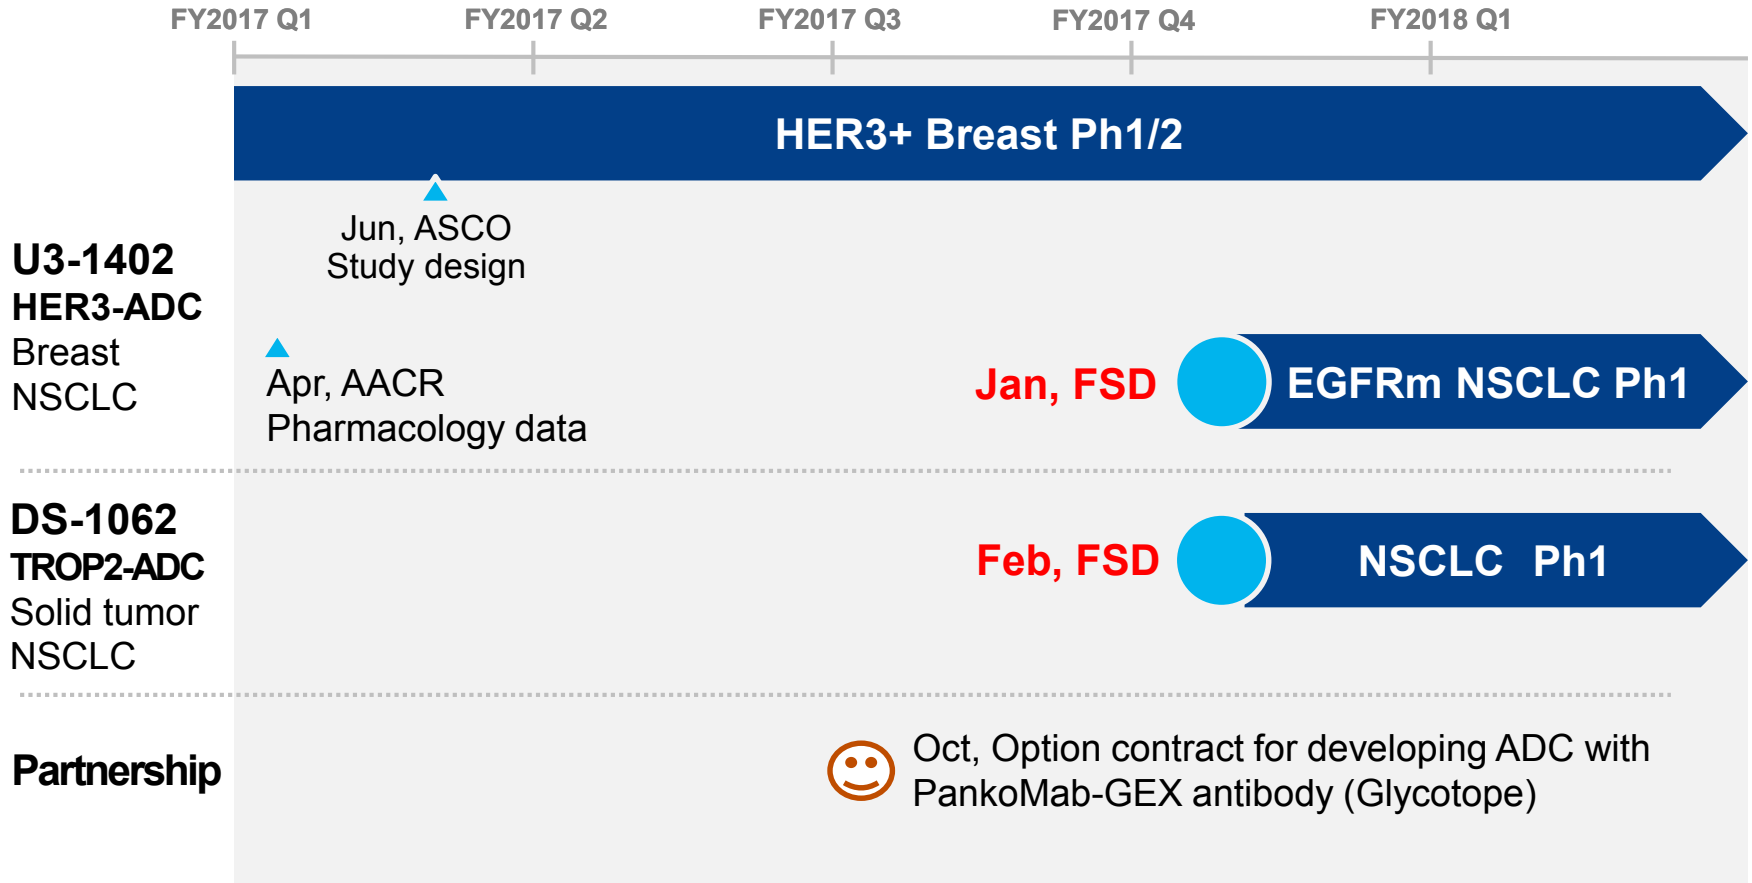 FY2017 Q1
FY2017 Q2
FY2017 Q3
FY2017 Q4
FY2018 Q1
HER3+ Breast Ph1/2
Jun, ASCO
Study design
U3-1402
HER3-ADC
Breast
NSCLC
Apr, AACR
Pharmacology data
Jan, FSD
EGFRm NSCLC Ph1
DS-1062
TROP2-ADC
Solid tumor
NSCLC
Feb, FSD
NSCLC Ph1
Partnership
Oct, Option contract for developing ADC with
PankoMab-GEX antibody (Glycotope)